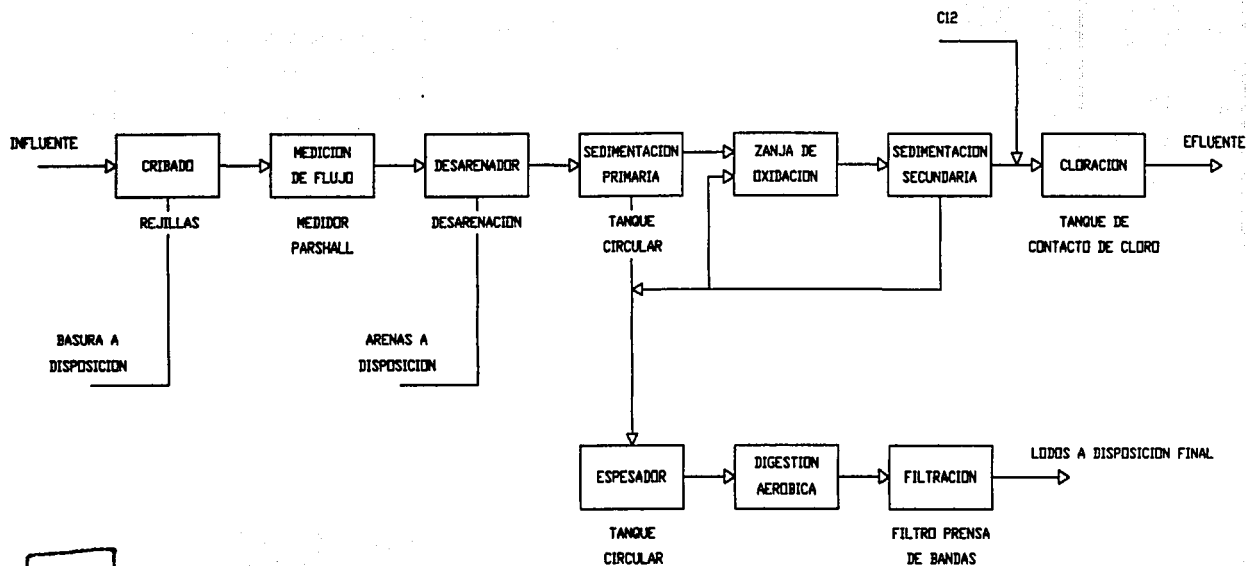 Cl2
INFLUENTE
CRIBADO
MEDICION
DE FLUJO
DESARENADOR
SEDIMENTACION
PRIMARIA
ZANJA DE
OXIDACION
SEDIMENTACION
SECUNDARIA
CLORACION
EFLUENTE
REJILLAS
MEDIDOR
PARSHALL
DESARENACION
TANQUE
CIRCULAR
TANQUE DE
CONTACTO DE CLORO
BASURA A
DISPOSICION
ARENAS A
DISPOSICION
ESPESADOR
DIGESTION
AEROBICA
FILTRACION
LODOS A DISPOSICION FINAL
TANQUE
CIRCULAR
FILTRO PRENSA
DE BANDAS